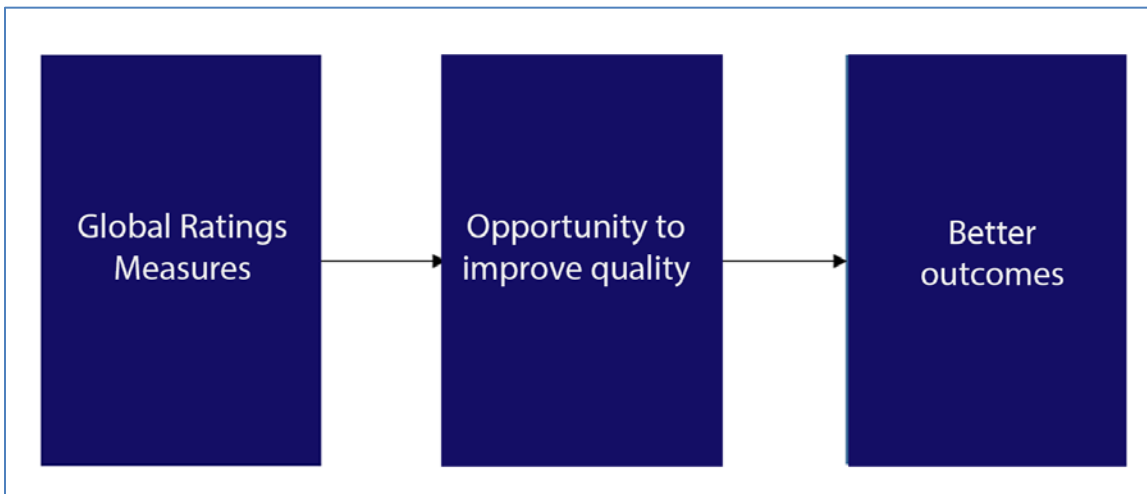 Global Ratings
Measures
Opportunity to
improve quality
Better
outcomes